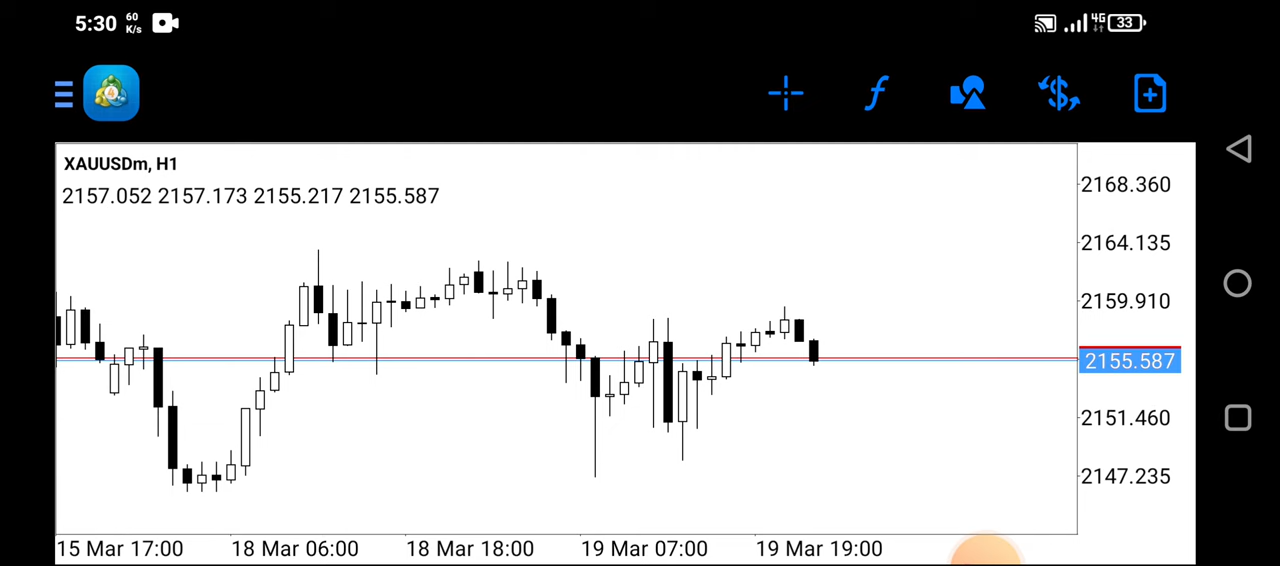 5:30 60 K/s 4G 33
XAUUSDm, H1
2157.052 2157.173 2155.217 2155.587
2168.360
2164.135
2159.910
2155.587
2151.460
2147.235
15 Mar 17:00 18 Mar 06:00 18 Mar 18:00 19 Mar 07:00 19 Mar 19:00